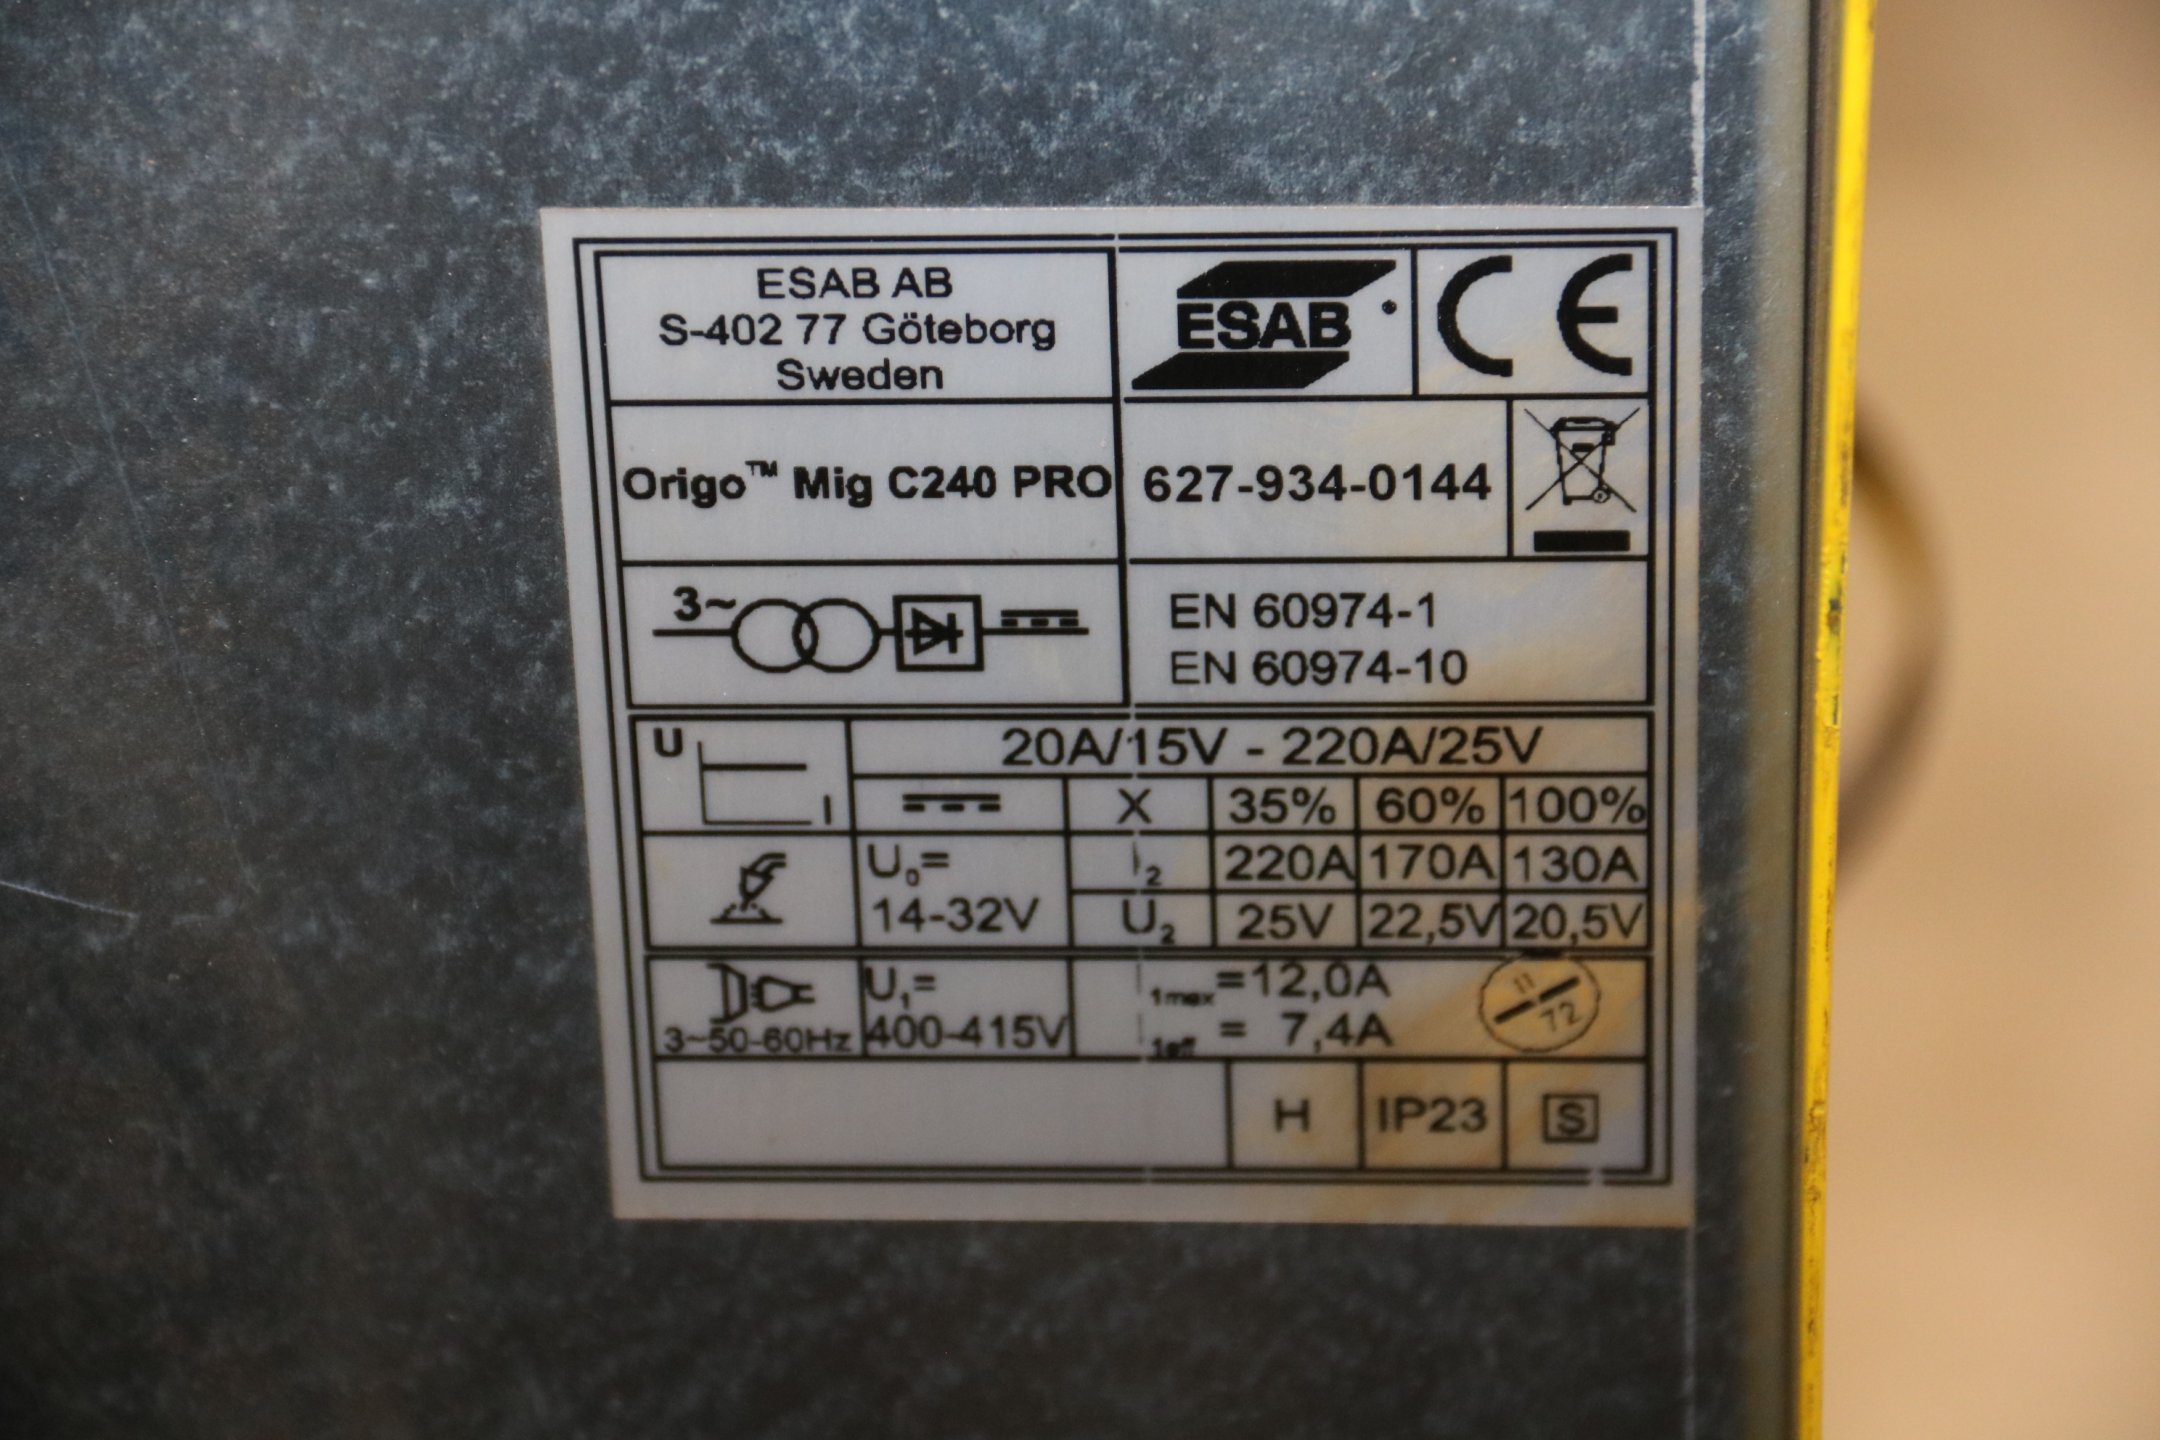 ESAB AB
S-402 77 Göteborg
Sweden
ESAB
CE
Origo™ Mig C240 PRO
627-934-0144
3~
EN 60974-1
EN 60974-10
U
I
20A/15V - 220A/25V
X 35% 60% 100%
U₀=
14-32V
I₂ 220A 170A 130A
U₂ 25V 22,5V 20,5V
3~50-60Hz
U₁=
400-415V
I₁max=12,0A
I₁eff = 7,4A
11
72
H IP23 S